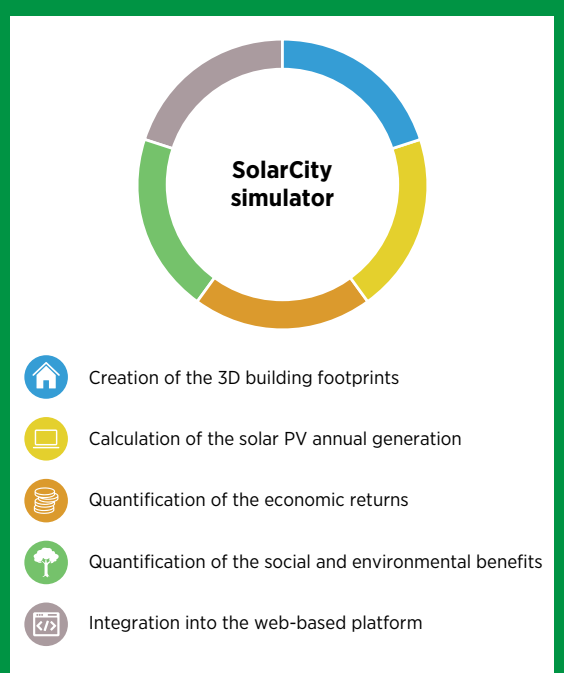 SolarCity
simulator
Creation of the 3D building footprints
Calculation of the solar PV annual generation
Quantification of the economic returns
Quantification of the social and environmental benefits
</>
Integration into the web-based platform